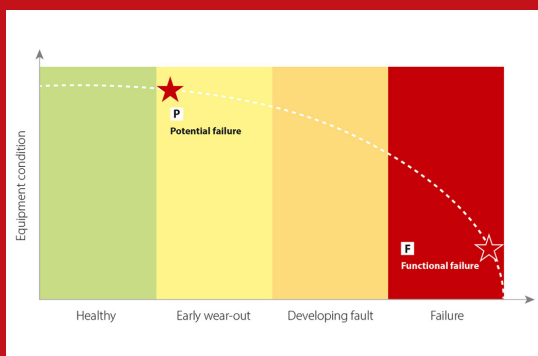 P
Potential failure
Equipment condition
F
Functional failure
Healthy
Early wear-out
Developing fault
Failure